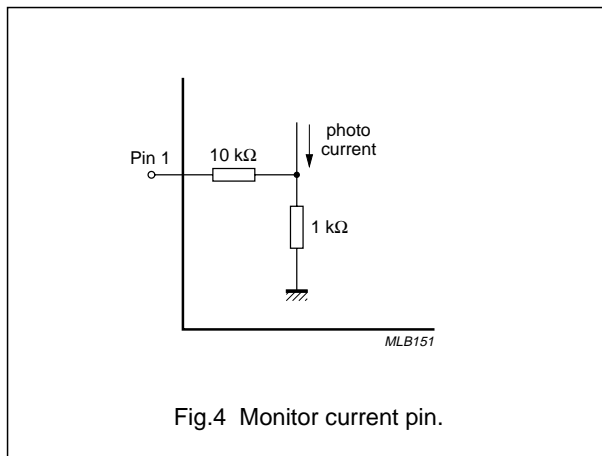 photo
current
Pin 1
10 kΩ
1 kΩ
MLB151
Fig.4 Monitor current pin.